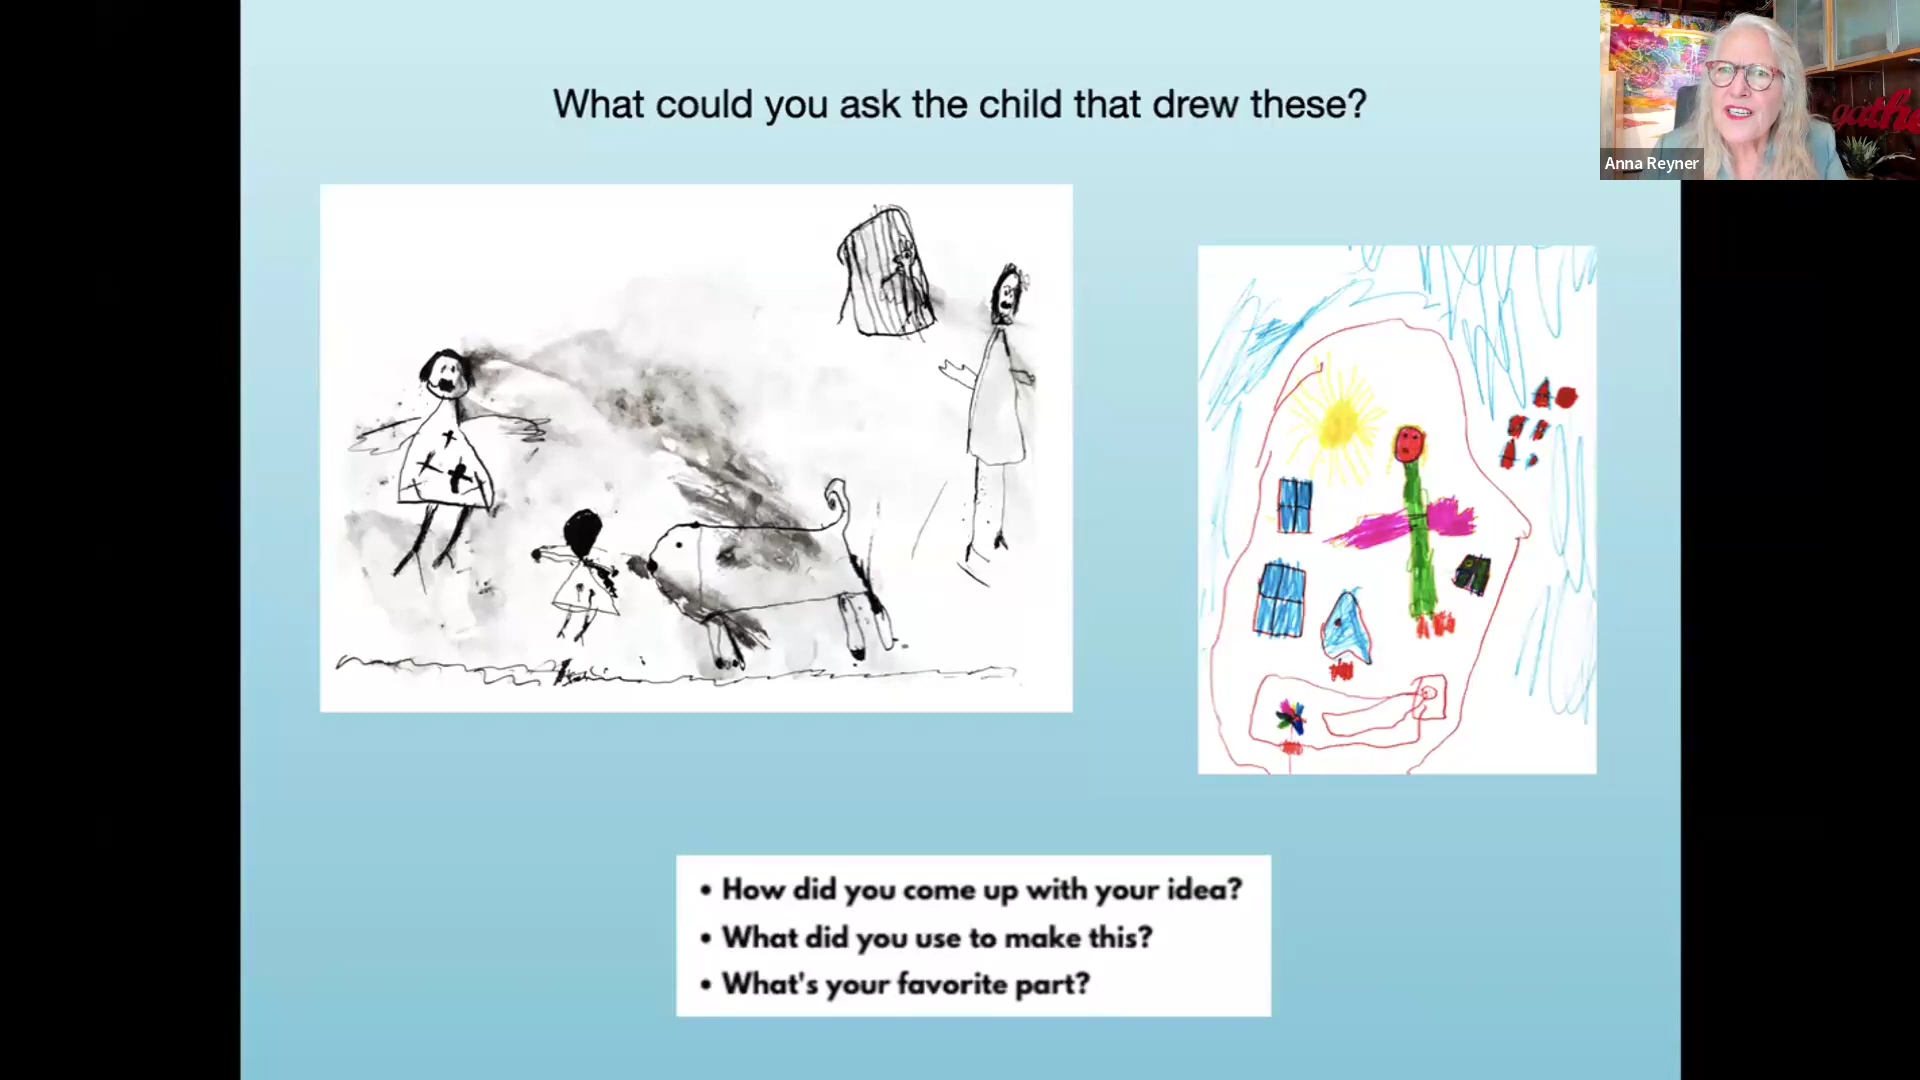 What could you ask the child that drew these?
Anna Reyner
• How did you come up with your idea?
• What did you use to make this?
• What's your favorite part?